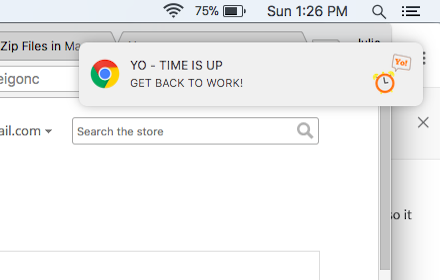 75% Sun 1:26 PM
Zip Files in Ma
YO - TIME IS UP
GET BACK TO WORK!
Yo!
eigonc
ail.com
Search the store
so it